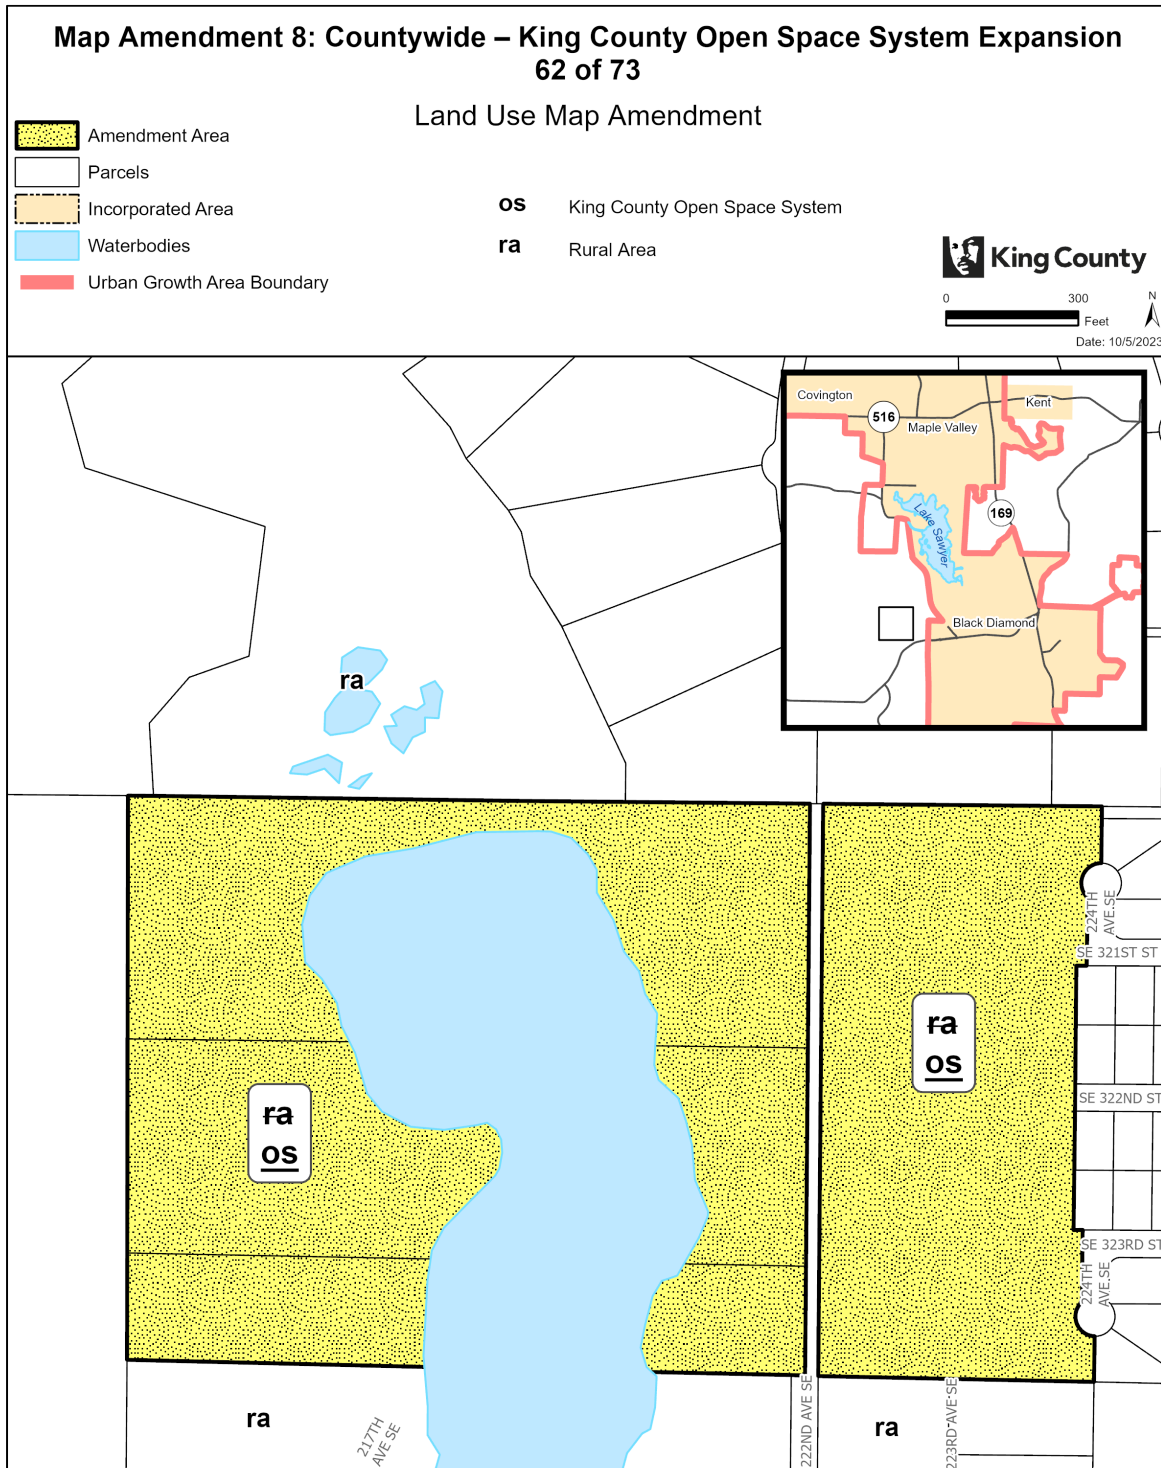 Map Amendment 8: Countywide – King County Open Space System Expansion
62 of 73
Land Use Map Amendment
Amendment Area
Parcels
Incorporated Area
Waterbodies
Urban Growth Area Boundary
os King County Open Space System
ra Rural Area
King County
0 300
Feet
N
Date: 10/5/2023
Covington
Kent
516
Maple Valley
Lake Sawyer
169
Black Diamond
ra
224TH
AVE SE
SE 321ST ST
ra
os
SE 322ND ST
ra
os
SE 323RD ST
224TH
AVE SE
ra
217TH
AVE SE
222ND AVE SE
ra
223RD AVE SE